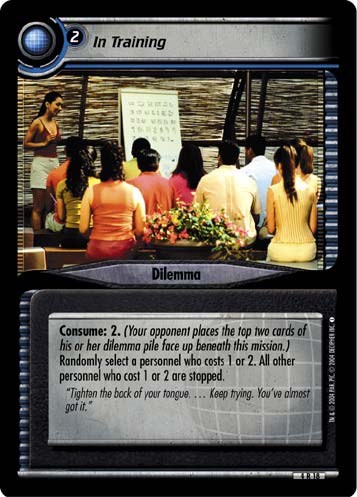 2
In Training
Dilemma
Consume: 2. (Your opponent places the top two cards of
his or her dilemma pile face up beneath this mission.)
Randomly select a personnel who costs 1 or 2. All other
personnel who cost 1 or 2 are stopped.
"Tighten the back of your tongue. . . . Keep trying. You've almost
got it."
TM & © 2004 PAR. PIC. © 2004 DECIPHER INC.
4 R 18